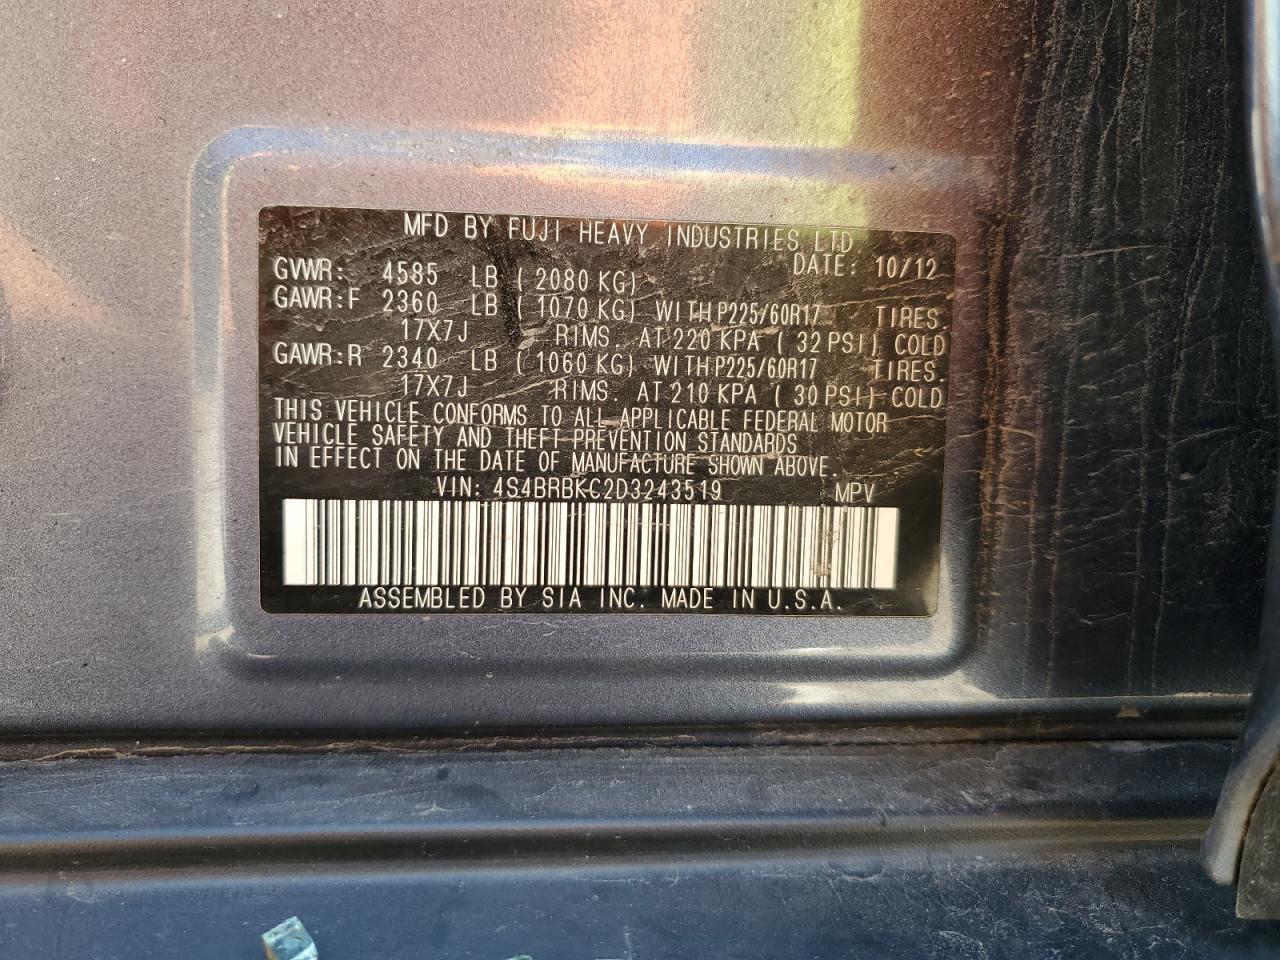 MFD BY FUJI HEAVY INDUSTRIES LTD
DATE: 10/12
GVWR: 4585 LB ( 2080 KG)
GAWR:F 2360 LB ( 1070 KG) WITH P225/60R17 TIRES.
17X7J RIMS. AT 220 KPA ( 32 PSI) COLD
GAWR:R 2340 LB ( 1060 KG) WITH P225/60R17 TIRES.
17X7J RIMS. AT 210 KPA ( 30 PSI) COLD
THIS VEHICLE CONFORMS TO ALL APPLICABLE FEDERAL MOTOR
VEHICLE SAFETY AND THEFT PREVENTION STANDARDS
IN EFFECT ON THE DATE OF MANUFACTURE SHOWN ABOVE.
VIN: 4S4BRBKC2D3243519 MPV
ASSEMBLED BY SIA INC. MADE IN U.S.A.